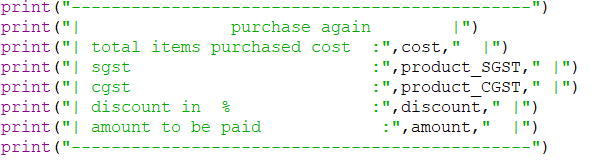 print("----------------------------------------------")
print("|               purchase again        |")
print("| total items purchased cost  :",cost,"  |")
print("| sgst                        :",product_SGST," |")
print("| cgst                        :",product_CGST," |")
print("| discount in  %              :",discount," |")
print("| amount to be paid            :",amount,"  |")
print("----------------------------------------------")